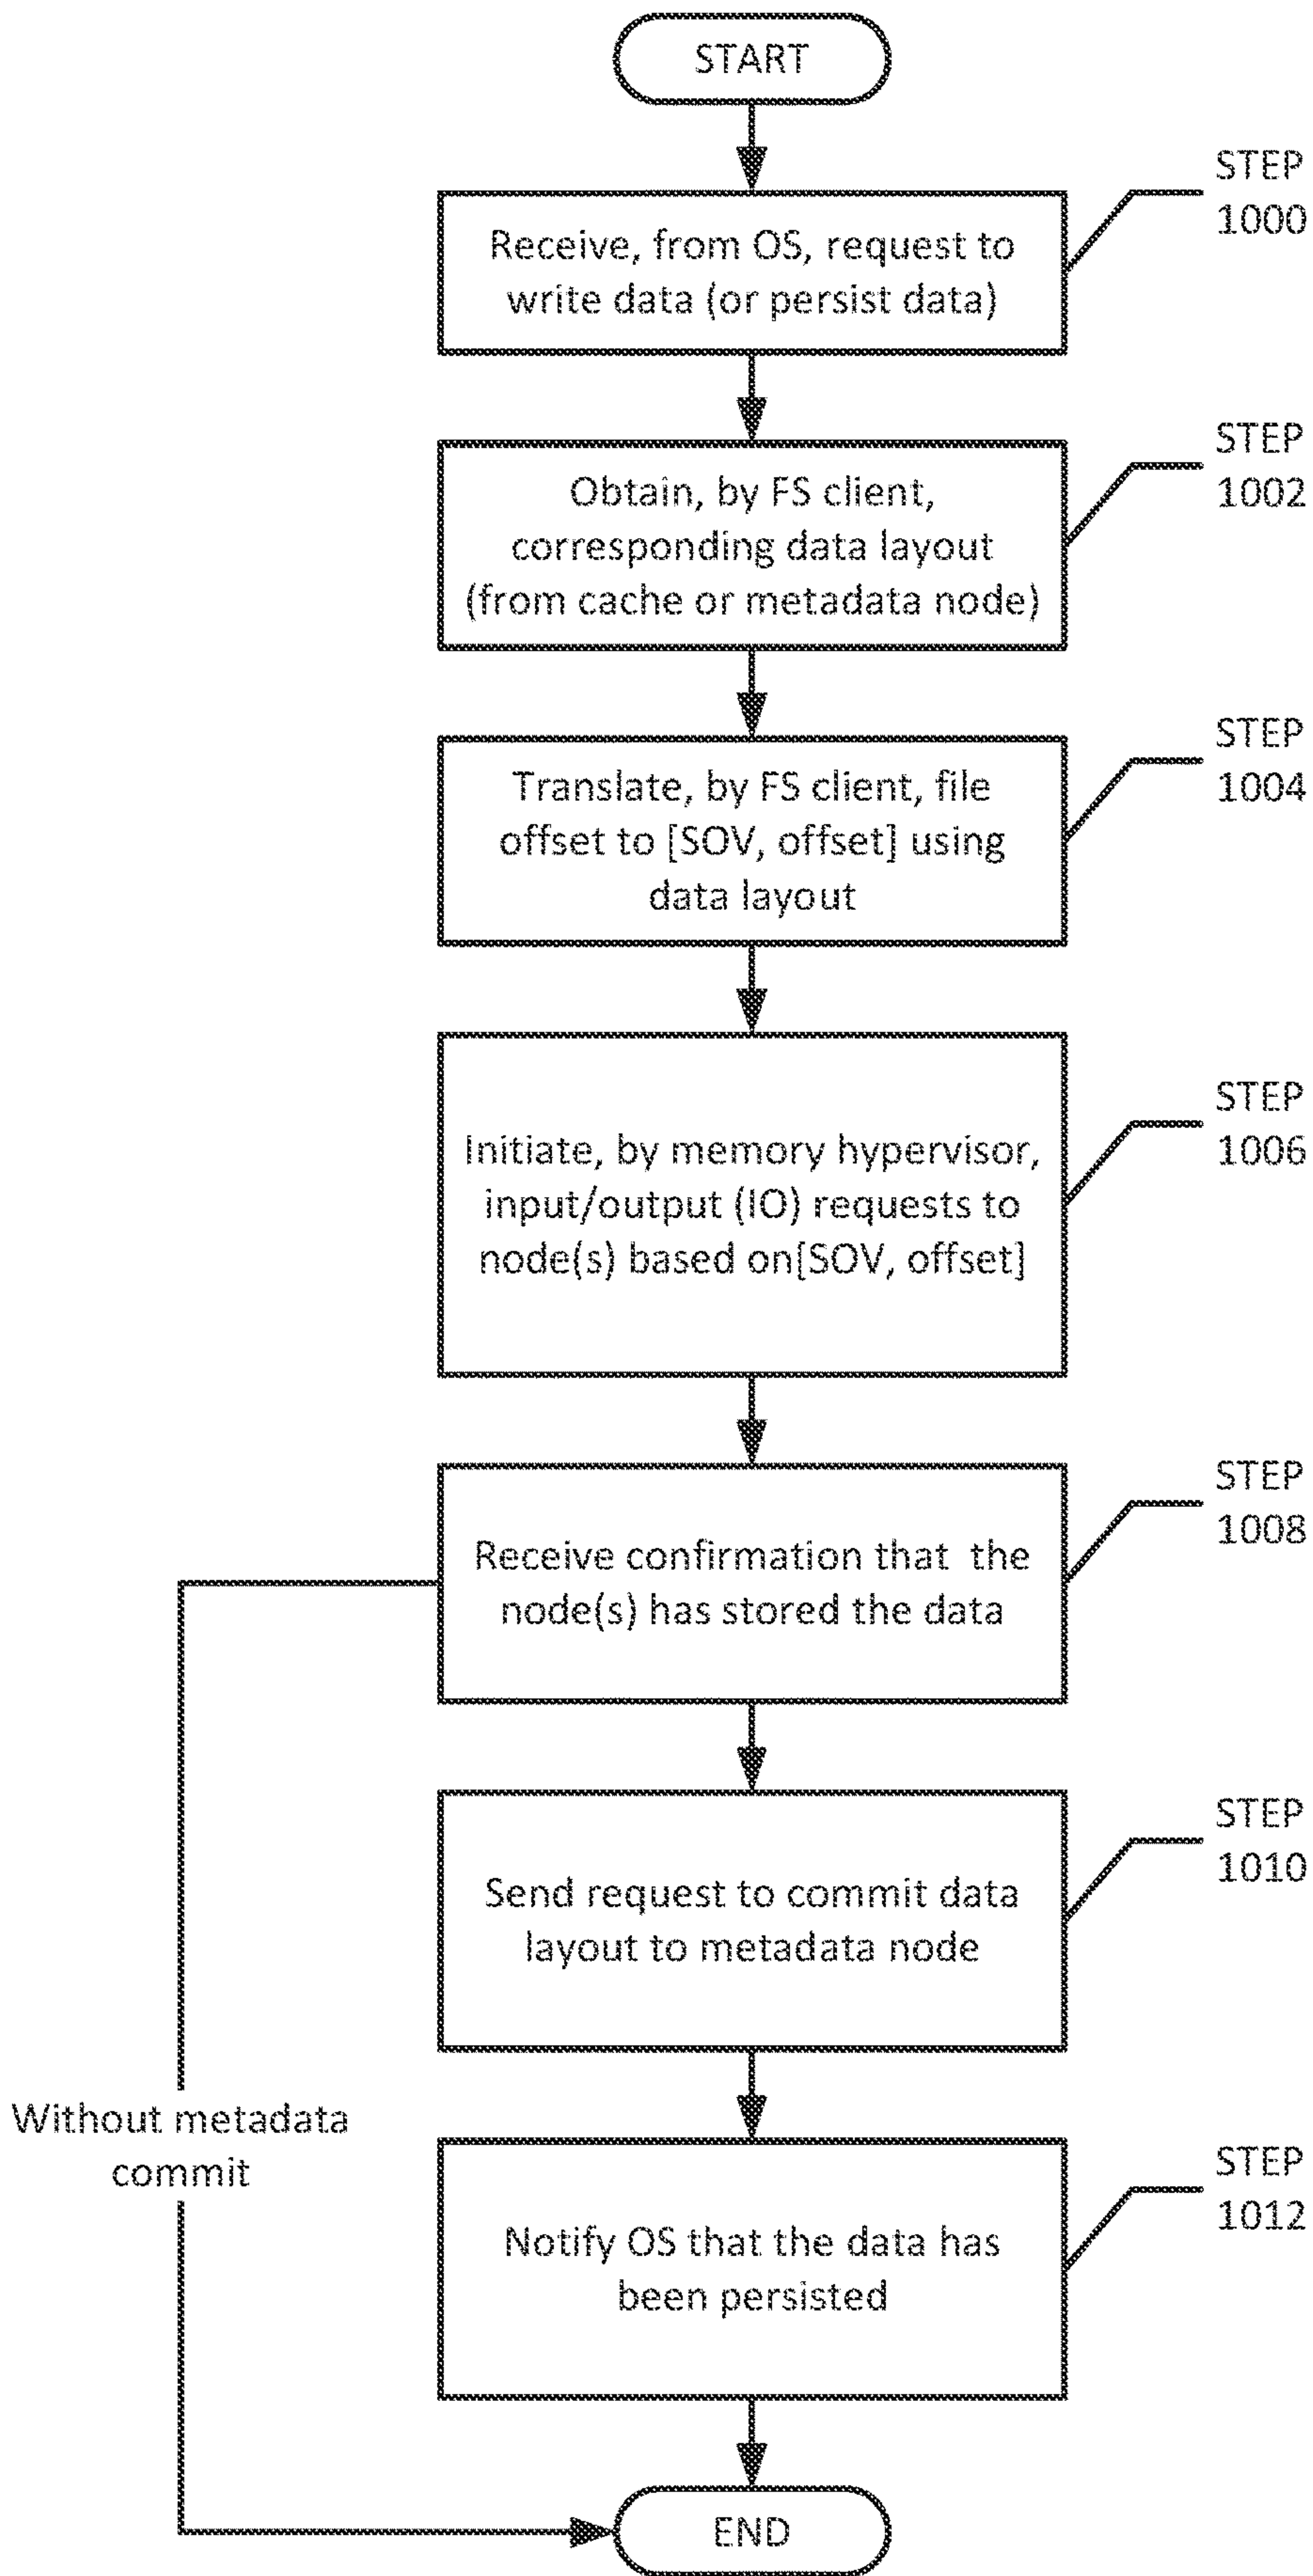 START
STEP
1000
Receive, from OS, request to
write data (or persist data)
STEP
1002
Obtain, by FS client,
corresponding data layout
(from cache or metadata node)
STEP
1004
Translate, by FS client, file
offset to [SOV, offset] using
data layout
STEP
1006
Initiate, by memory hypervisor,
input/output (IO) requests to
node(s) based on[SOV, offset]
STEP
1008
Receive confirmation that the
node(s) has stored the data
STEP
1010
Send request to commit data
layout to metadata node
Without metadata
commit
STEP
1012
Notify OS that the data has
been persisted
END